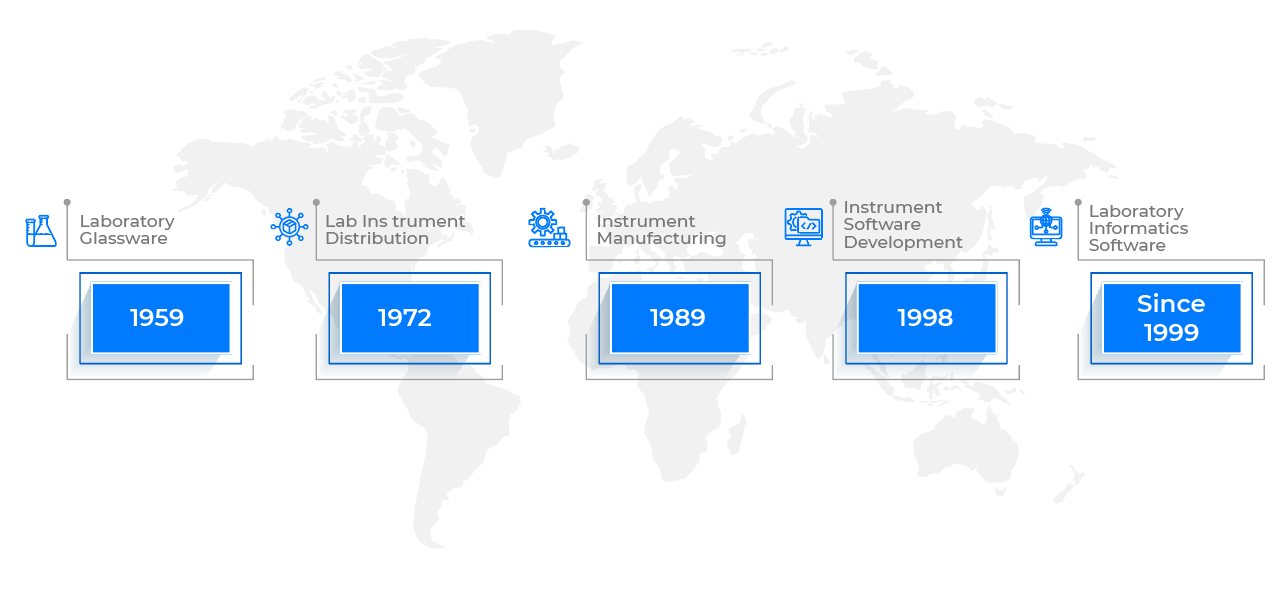 Laboratory
Glassware
1959
Lab Ins trument
Distribution
1972
Instrument
Manufacturing
1989
Instrument
Software
Development
1998
Laboratory
Informatics
Software
Since
1999